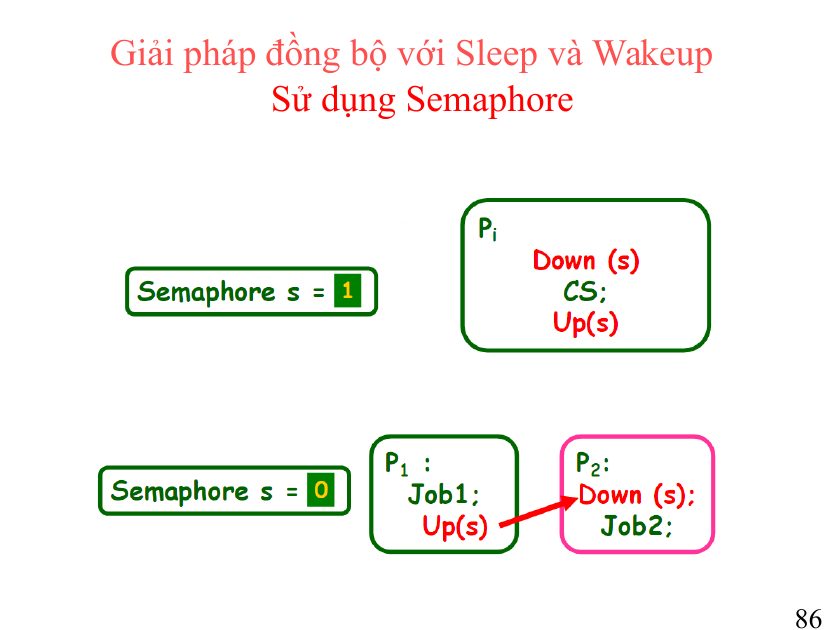 Giải pháp đồng bộ với Sleep và Wakeup
Sử dụng Semaphore
Semaphore s = 1
Pi
Down (s)
CS;
Up(s)
Semaphore s = 0
P1 :
Job1;
Up(s)
P2:
Down (s);
Job2;
86